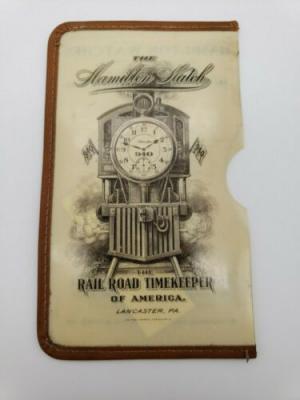 THE
Hamilton Watch
940
THE
RAIL ROAD TIMEKEEPER
OF AMERICA.
LANCASTER, PA.